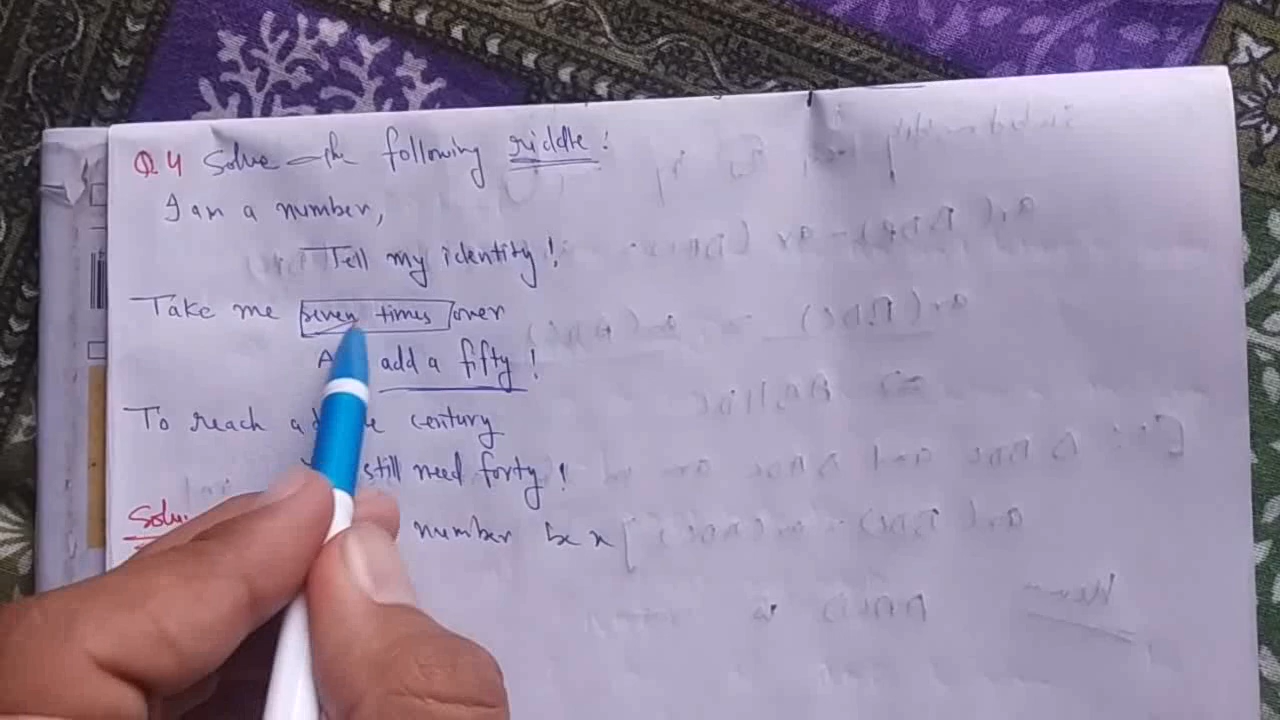 Q 4 Solve the following riddle!
I am a number,
Tell my identity!
Take me seven times over
add a fifty!
To reach a century
still need forty!
number be x